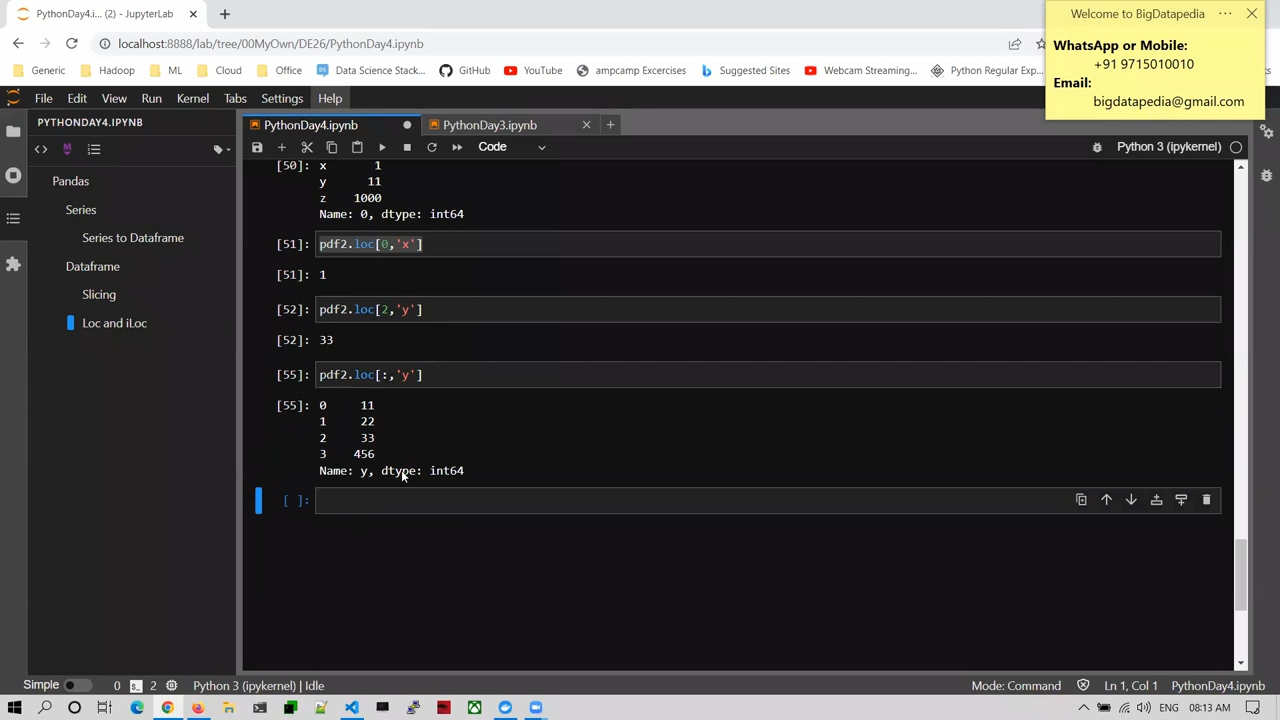 PythonDay4.i... (2) - JupyterLab
Welcome to BigDatapedia
WhatsApp or Mobile:
+91 9715010010
Email:
bigdatapedia@gmail.com
localhost:8888/lab/tree/00MyOwn/DE26/PythonDay4.ipynb
Generic Hadoop ML Cloud Office Data Science Stack... GitHub YouTube ampcamp Excercises Suggested Sites Webcam Streaming... Python Regular Exp...
File Edit View Run Kernel Tabs Settings Help
PYTHONDAY4.IPYNB
Pandas
Series
Series to Dataframe
Dataframe
Slicing
Loc and iLoc
PythonDay4.ipynb PythonDay3.ipynb
Code Python 3 (ipykernel)
[50]: x 1
y 11
z 1000
Name: 0, dtype: int64
[51]: pdf2.loc[0,'x']
[51]: 1
[52]: pdf2.loc[2,'y']
[52]: 33
[55]: pdf2.loc[:,'y']
[55]: 0 11
1 22
2 33
3 456
Name: y, dtype: int64
[ ]:
Simple 0 2 Python 3 (ipykernel) | Idle Mode: Command Ln 1, Col 1 PythonDay4.ipynb
ENG 08:13 AM